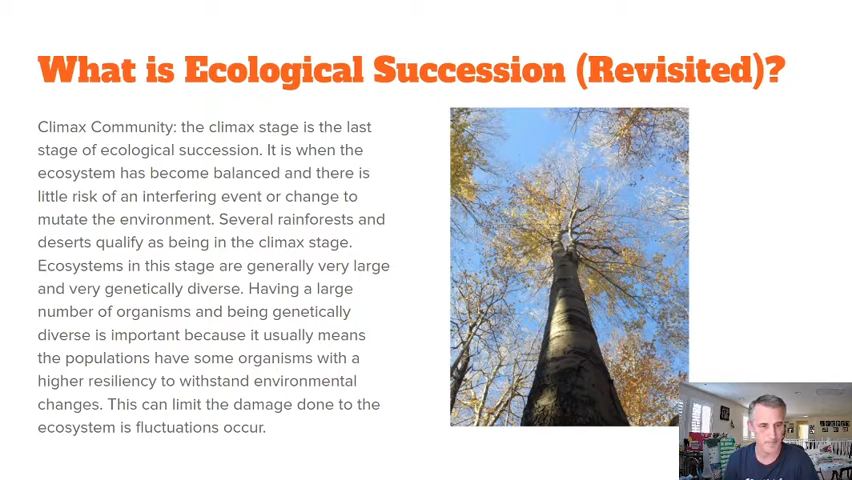 What is Ecological Succession (Revisited)?
Climax Community: the climax stage is the last
stage of ecological succession. It is when the
ecosystem has become balanced and there is
little risk of an interfering event or change to
mutate the environment. Several rainforests and
deserts qualify as being in the climax stage.
Ecosystems in this stage are generally very large
and very genetically diverse. Having a large
number of organisms and being genetically
diverse is important because it usually means
the populations have some organisms with a
higher resiliency to withstand environmental
changes. This can limit the damage done to the
ecosystem is fluctuations occur.